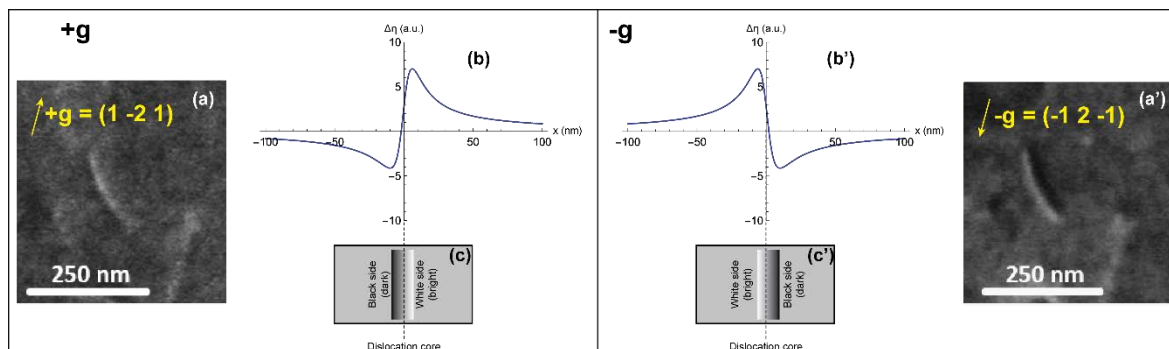 +g
(a)
+g = (1 -2 1)
250 nm
Δη (a.u.)
(b)
10
5
-5
-10
-100
-50
50
100
x (nm)
(c)
Black side
(dark)
White side
(bright)
Dislocation core
-g
Δη (a.u.)
(b’)
10
5
-5
-10
-100
-50
50
100
x (nm)
(c’)
White side
(bright)
Black side
(dark)
Dislocation core
(a’)
-g = (-1 2 -1)
250 nm